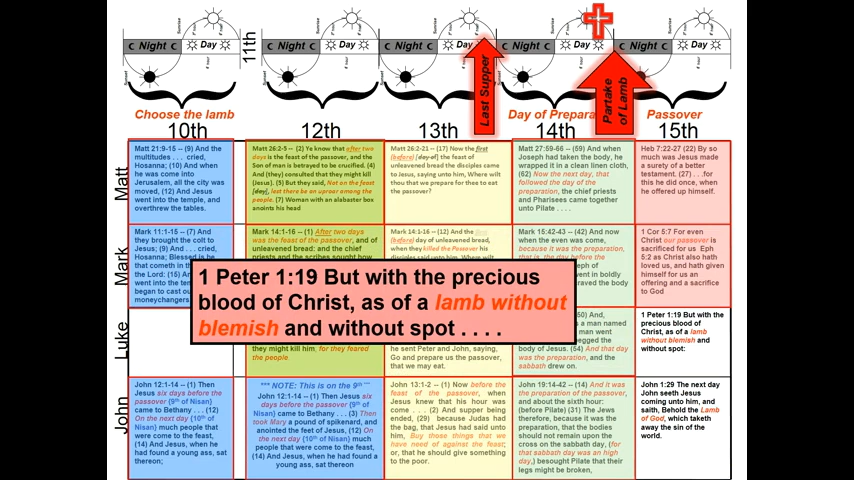 Sunrise
Sunrise
Sunrise
Night
Day
11th
Night
Day
Night
Day
Night
Day
Night
Day
Last Supper
Partake
of Lamb
Choose the lamb
Day of Prepara
Passover
10th
12th
13th
14th
15th
Matt
Matt 21:9-15 -- (9) And the
multitudes . . . cried,
Hosanna; (10) And when
he was come into
Jerusalem, all the city was
moved, (12) And Jesus
went into the temple, and
overthrew the tables.
Matt 26:2-5 -- (2) Ye know that after two
days is the feast of the passover, and the
Son of man is betrayed to be crucified. (4)
And (they) consulted that they might kill
(Jesus). (5) But they said, Not on the feast
[day], lest there be an uproar among the
people. (7) Woman with an alabaster box
anoints his head
Matt 26:2-21 -- (17) Now the first
(before) [day of] the feast of
unleavened bread the disciples came
to Jesus, saying unto him, Where wilt
thou that we prepare for thee to eat
the passover?
Matt 27:59-66 -- (59) And when
Joseph had taken the body, he
wrapped it in a clean linen cloth,
(62) Now the next day, that
followed the day of the
preparation, the chief priests
and Pharisees came together
unto Pilate . . . .
Heb 7:22-27 (22) By so
much was Jesus made
a surety of a better
testament. (27) . . .for
this he did once, when
he offered up himself.
Mark
Mark 11:1-15 -- (7) And
they brought the colt to
Jesus; (9) And . . . cried,
Hosanna; Blessed is he
that cometh in th
the Lord: (15) An
went into the tem
began to cast ou
moneychangers
Mark 14:1-16 -- (1) After two days
was the feast of the passover, and of
unleavened bread: and the chief
priests and the scribes sought how
Mark 14:1-16 -- (12) And the
(before) day of unleavened bread,
when they killed the Passover his
disciples said unto him, Where wilt
Mark 15:42-43 -- (42) And now
when the even was come,
because it was the preparation,
that is, the day before the
seph of
went in boldly
raved the body
1 Cor 5:7 For even
Christ our passover is
sacrificed for us Eph
5:2 as Christ also hath
loved us, and hath given
himself for us an
offering and a sacrifice
to God
1 Peter 1:19 But with the precious
blood of Christ, as of a lamb without
blemish and without spot . . . .
Luke
they might kill him, for they feared
the people
he sent Peter and John, saying,
Go and prepare us the passover,
that we may eat.
50) And,
s a man named
man went
begged the
body of Jesus. (54) And that day
was the preparation, and the
sabbath drew on.
1 Peter 1:19 But with the
precious blood of Christ,
as of a lamb without
blemish and without
spot:
John
John 12:1-14 -- (1) Then
Jesus six days before the
passover (9th of Nisan)
came to Bethany . . . (12)
On the next day (10th of
Nisan) much people
that were come to the feast,
(14) And Jesus, when he
had found a young ass, sat
thereon;
*** NOTE: This is on the 9th ***
John 12:1-14 -- (1) Then Jesus six
days before the passover (9th of
Nisan) came to Bethany . . . (3) Then
took Mary a pound of spikenard, and
anointed the feet of Jesus, (12) On
the next day (10th of Nisan) much
people that were come to the feast,
(14) And Jesus, when he had found a
young ass, sat thereon
John 13:1-2 -- (1) Now before the
feast of the passover, when
Jesus knew that his hour was
come . . . (2) And supper being
ended, (29) because Judas had
the bag, that Jesus had said unto
him, Buy those things that we
have need of against the feast;
or, that he should give something
to the poor.
John 19:14-42 -- (14) And it was
the preparation of the passover,
and about the sixth hour:
(before Pilate) (31) The Jews
therefore, because it was the
preparation, that the bodies
should not remain upon the
cross on the sabbath day, (for
that sabbath day was an high
day,) besought Pilate that their
legs might be broken,
John 1:29 The next day
John seeth Jesus
coming unto him, and
saith, Behold the Lamb
of God, which taketh
away the sin of the
world.